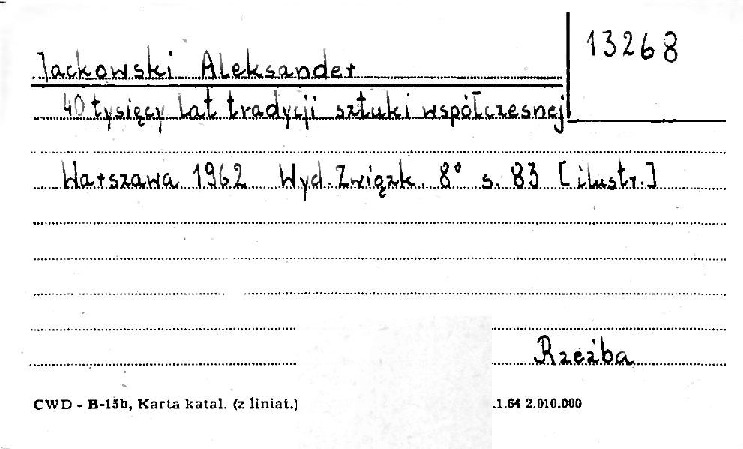 13268
Jackowski Aleksander
40 tysięcy lat tradycji sztuki współczesnej
Warszawa 1962 Wyd. Związk. 8° s. 83 [ilustr.]
Rzeźba
CWD - B-15b, Karta katal. (z liniat.) .1.64 2.010.000